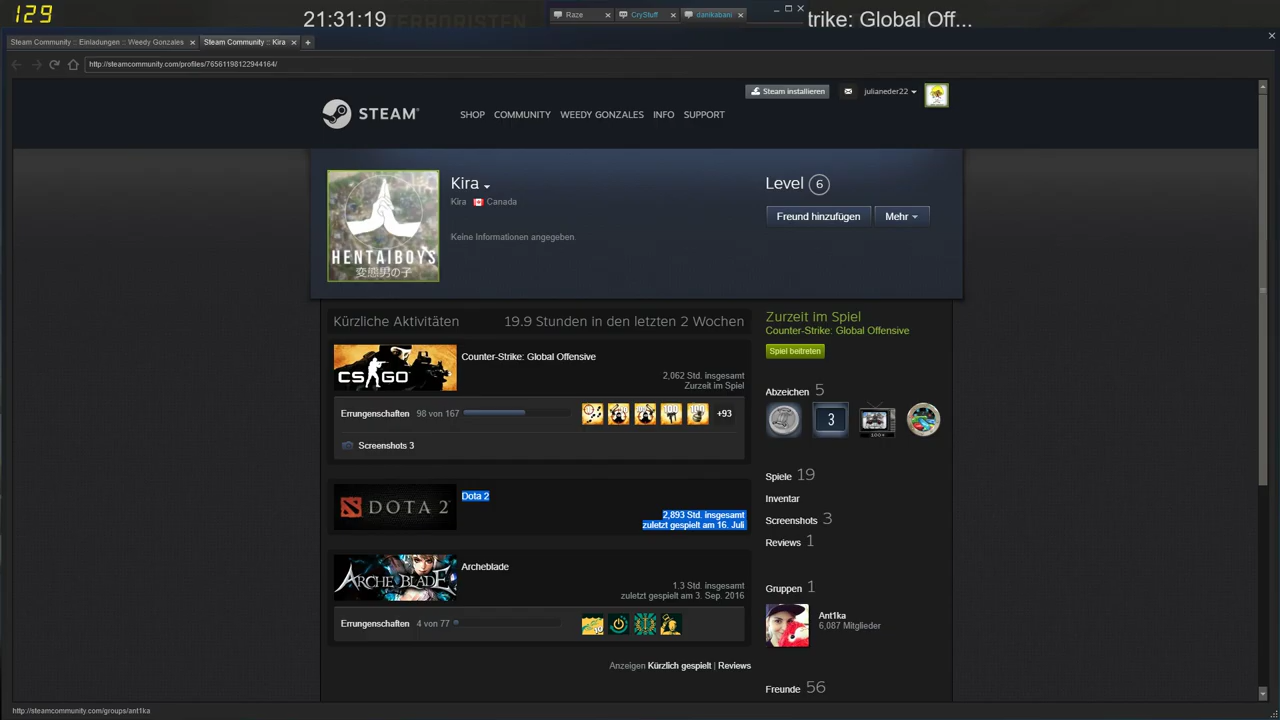 129
21:31:19
TERRORISTEN
Raze
CryStuff
damikabani
trike: Global Off...
Steam Community :: Einladungen :: Weedy Gonzales
Steam Community :: Kira
http://steamcommunity.com/profiles/76561198122944164/
Steam installieren
julianeder22
STEAM
SHOP COMMUNITY WEEDY GONZALES INFO SUPPORT
Kira
Level 6
Kira Canada
Freund hinzufügen
Mehr
Keine Informationen angegeben.
HENTAIBOYS
変態男の子
Kürzliche Aktivitäten
19.9 Stunden in den letzten 2 Wochen
CS GO
Counter-Strike: Global Offensive
2,062 Std. insgesamt
Zurzeit im Spiel
Errungenschaften 98 von 167
+93
Screenshots 3
DOTA 2
Dota 2
2,893 Std. insgesamt
zuletzt gespielt am 16. Juli
ARCHEBLADE
Archeblade
1.3 Std. insgesamt
zuletzt gespielt am 3. Sep. 2016
Errungenschaften 4 von 77
Anzeigen Kürzlich gespielt | Reviews
Zurzeit im Spiel
Counter-Strike: Global Offensive
Spiel beitreten
Abzeichen 5
3
Spiele 19
Inventar
Screenshots 3
Reviews 1
Gruppen 1
Ant1ka
6,087 Mitglieder
Freunde 56
http://steamcommunity.com/groups/ant1ka